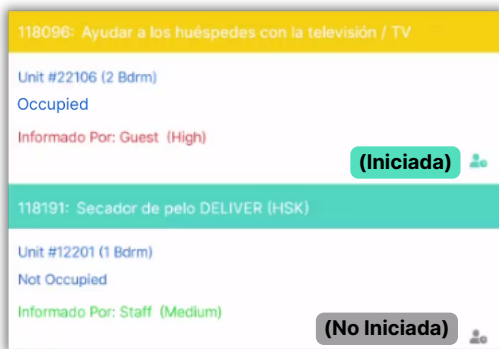 118096: Ayudar a los huéspedes con la televisión / TV
Unit #22106 (2 Bdrm)
Occupied
Informado Por: Guest (High)
(Iniciada)
118191: Secador de pelo DELIVER (HSK)
Unit #12201 (1 Bdrm)
Not Occupied
Informado Por: Staff (Medium)
(No Iniciada)